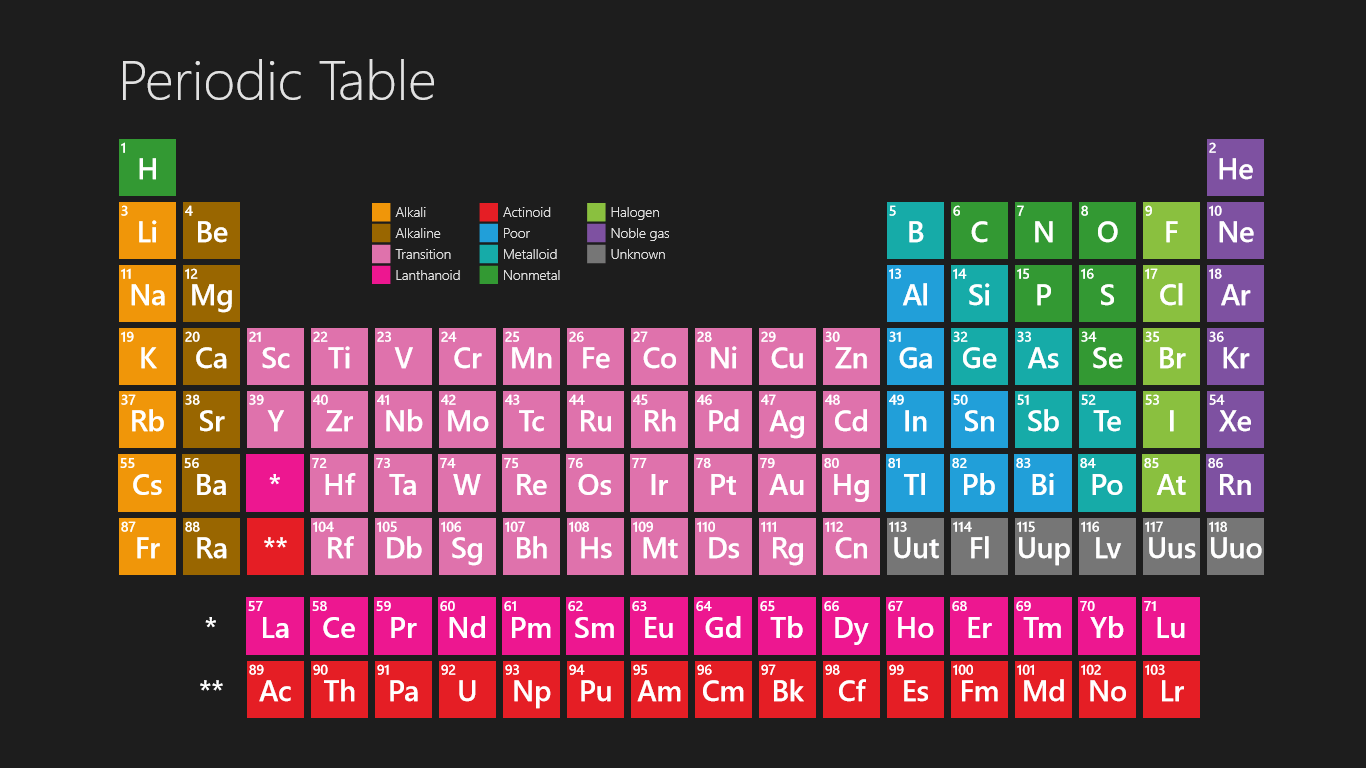 Periodic Table
1 H 2 He
3 Li 4 Be 5 B 6 C 7 N 8 O 9 F 10 Ne
Alkali Actinoid Halogen
Alkaline Poor Noble gas
Transition Metalloid Unknown
Lanthanoid Nonmetal
11 Na 12 Mg 13 Al 14 Si 15 P 16 S 17 Cl 18 Ar
19 K 20 Ca 21 Sc 22 Ti 23 V 24 Cr 25 Mn 26 Fe 27 Co 28 Ni 29 Cu 30 Zn 31 Ga 32 Ge 33 As 34 Se 35 Br 36 Kr
37 Rb 38 Sr 39 Y 40 Zr 41 Nb 42 Mo 43 Tc 44 Ru 45 Rh 46 Pd 47 Ag 48 Cd 49 In 50 Sn 51 Sb 52 Te 53 I 54 Xe
55 Cs 56 Ba * 72 Hf 73 Ta 74 W 75 Re 76 Os 77 Ir 78 Pt 79 Au 80 Hg 81 Tl 82 Pb 83 Bi 84 Po 85 At 86 Rn
87 Fr 88 Ra ** 104 Rf 105 Db 106 Sg 107 Bh 108 Hs 109 Mt 110 Ds 111 Rg 112 Cn 113 Uut 114 Fl 115 Uup 116 Lv 117 Uus 118 Uuo
* 57 La 58 Ce 59 Pr 60 Nd 61 Pm 62 Sm 63 Eu 64 Gd 65 Tb 66 Dy 67 Ho 68 Er 69 Tm 70 Yb 71 Lu
** 89 Ac 90 Th 91 Pa 92 U 93 Np 94 Pu 95 Am 96 Cm 97 Bk 98 Cf 99 Es 100 Fm 101 Md 102 No 103 Lr